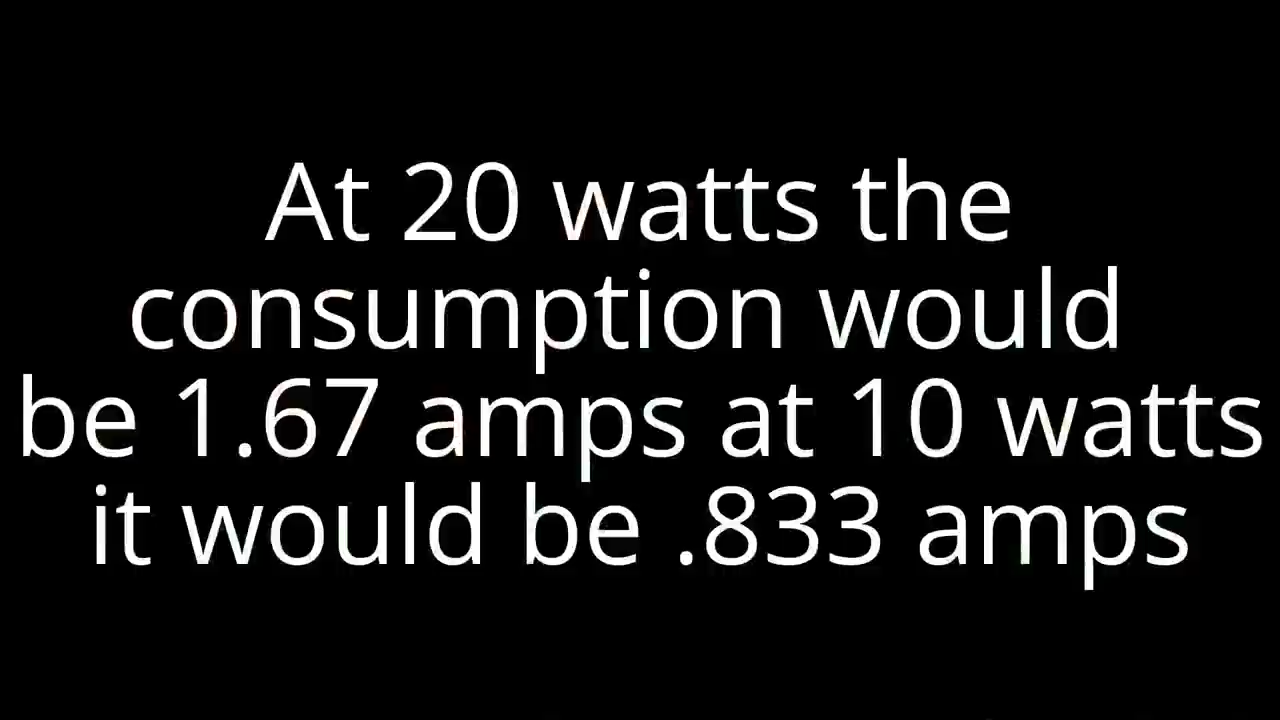 At 20 watts the
consumption would
be 1.67 amps at 10 watts
it would be .833 amps